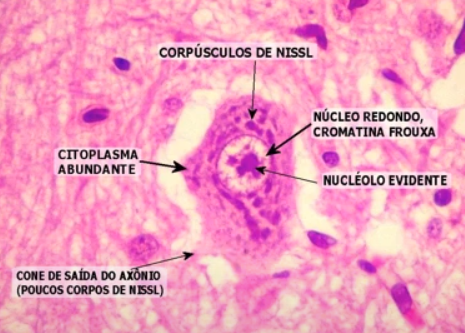 CORPÚSCULOS DE NISSL
NÚCLEO REDONDO,
CROMATINA FROUXA
CITOPLASMA
ABUNDANTE
NUCLÉOLO EVIDENTE
CONE DE SAÍDA DO AXÔNIO
(POUCOS CORPOS DE NISSL)